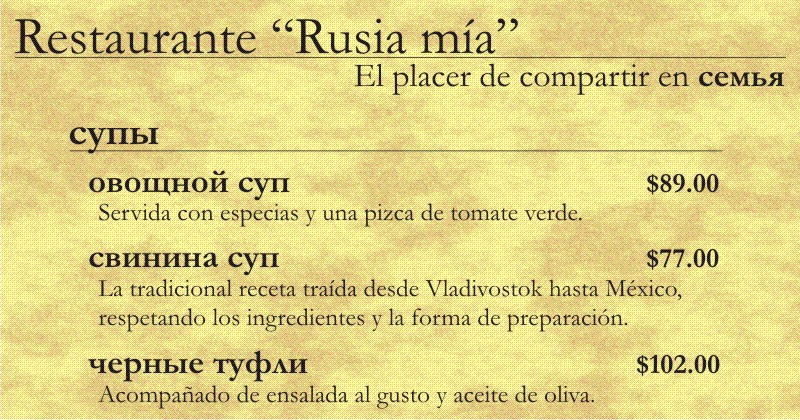 Restaurante “Rusia mía”
El placer de compartir en семья
супы
овощной суп $89.00
Servida con especias y una pizca de tomate verde.
свинина суп $77.00
La tradicional receta traída desde Vladivostok hasta México,
respetando los ingredientes y la forma de preparación.
черные туфли $102.00
Acompañado de ensalada al gusto y aceite de oliva.